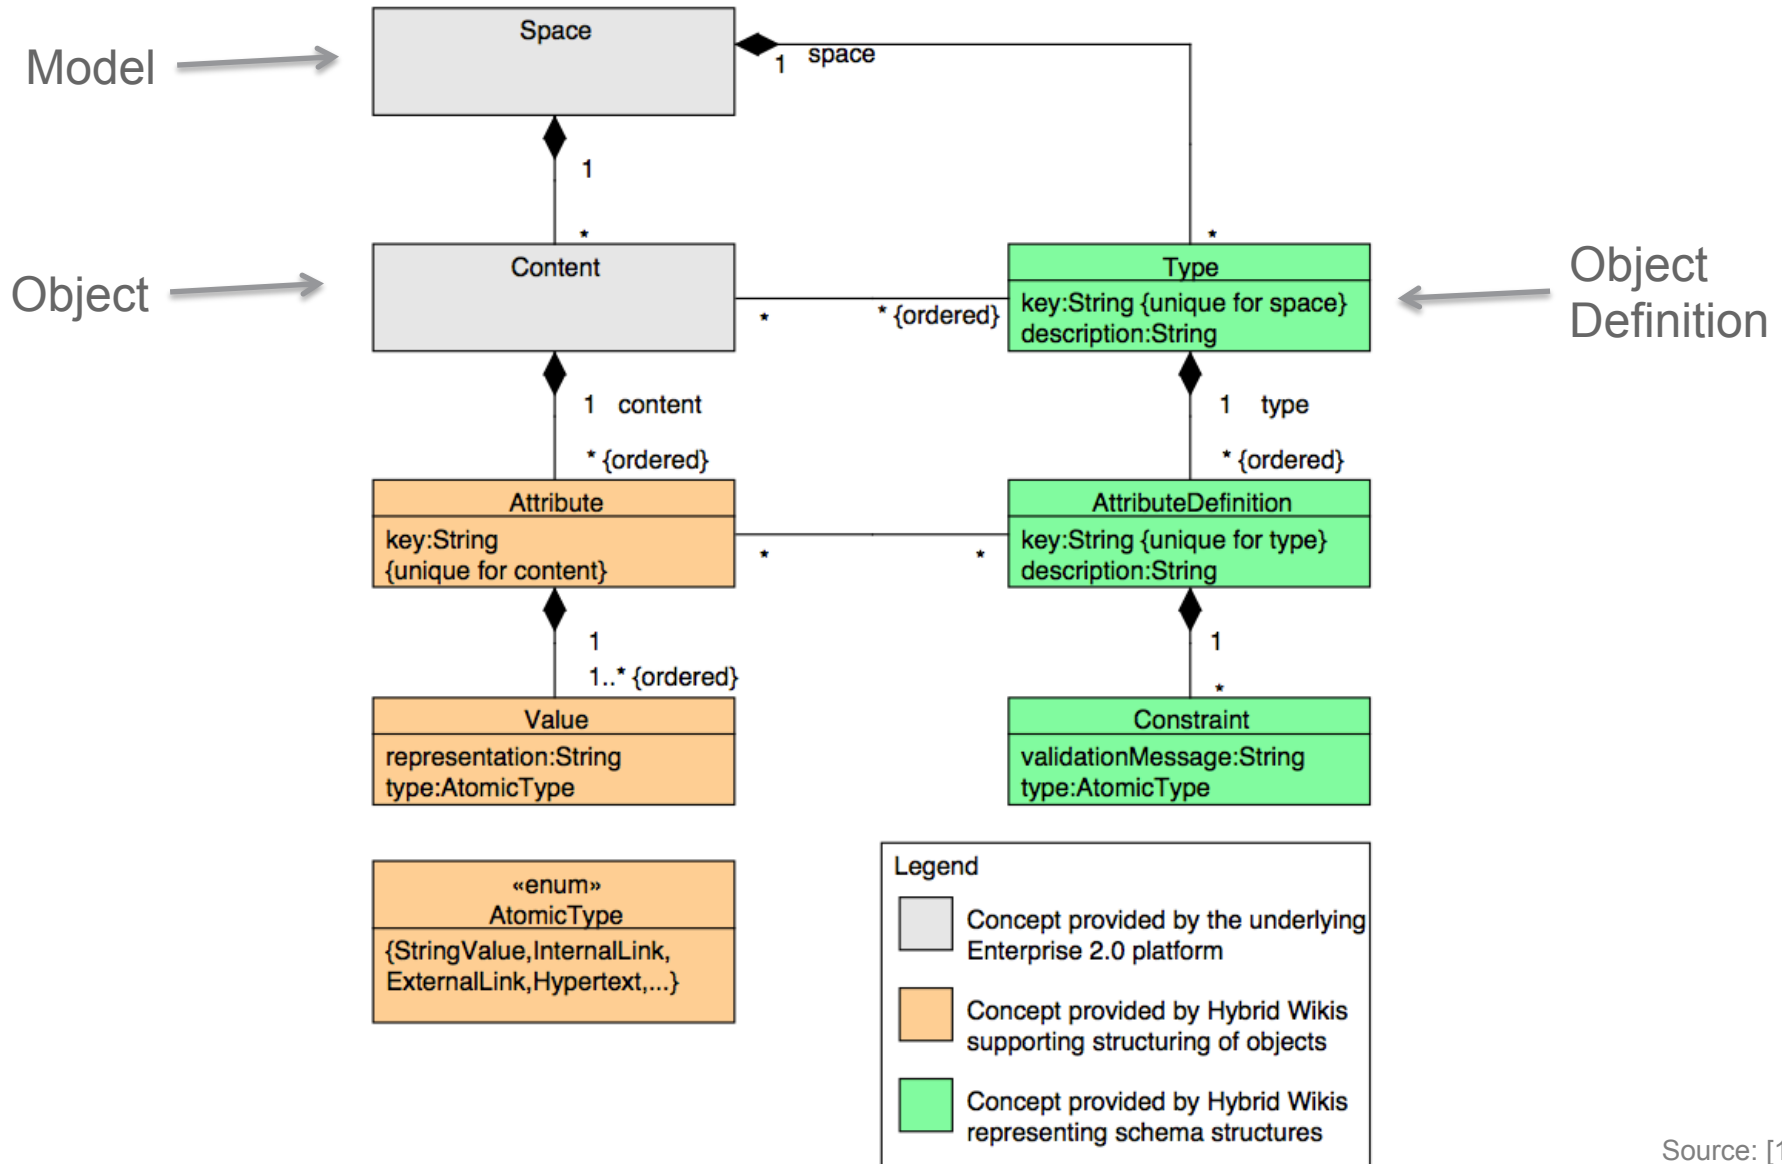 Model
Space
1
space
1
*
*
Object
Content
*
* {ordered}
Type
key:String {unique for space}
description:String
Object
Definition
1 content
* {ordered}
1 type
* {ordered}
Attribute
key:String
{unique for content}
*
*
AttributeDefinition
key:String {unique for type}
description:String
1
1..* {ordered}
1
*
Value
representation:String
type:AtomicType
Constraint
validationMessage:String
type:AtomicType
«enum»
AtomicType
{StringValue,InternalLink,
ExternalLink,Hypertext,...}
Legend
Concept provided by the underlying
Enterprise 2.0 platform
Concept provided by Hybrid Wikis
supporting structuring of objects
Concept provided by Hybrid Wikis
representing schema structures
Source: